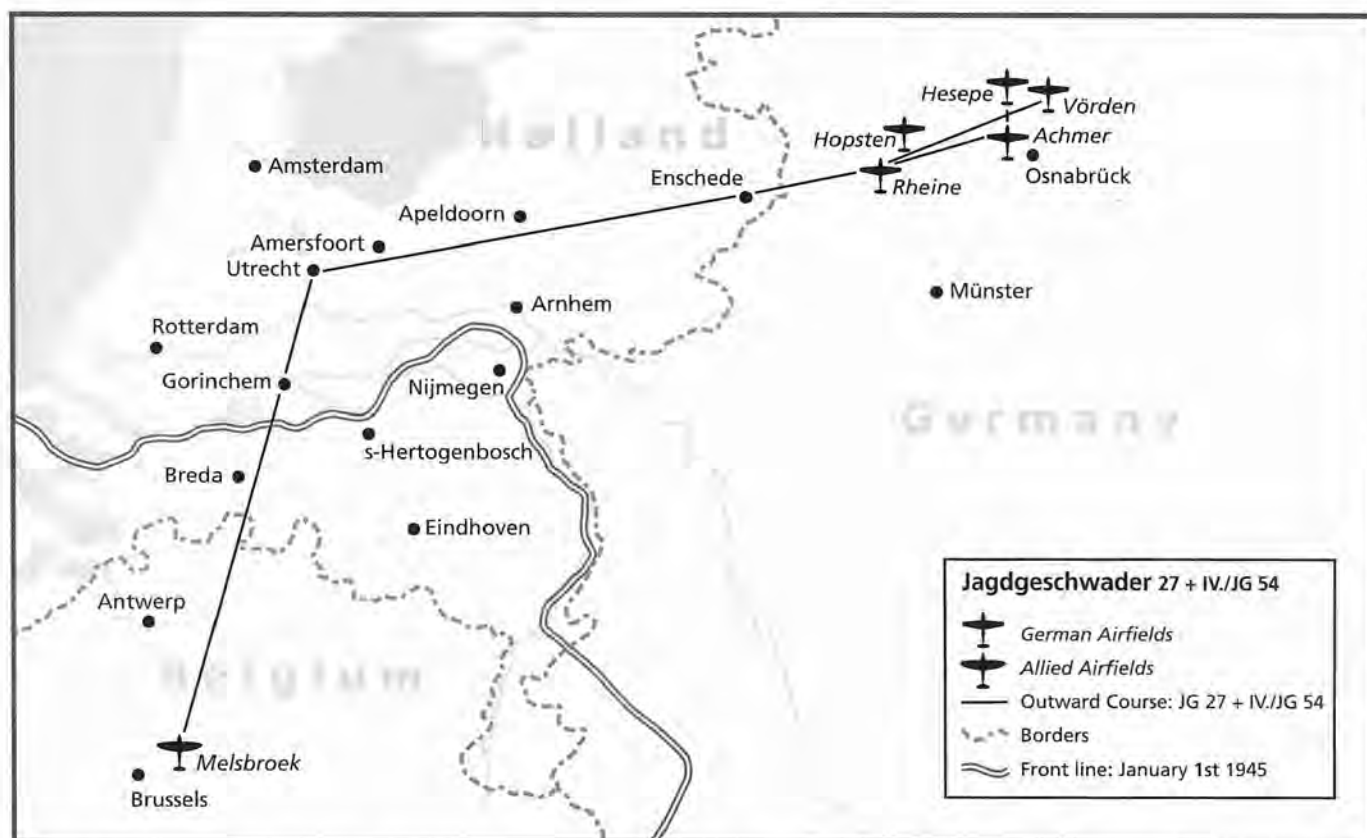 Holland
Hesepe
Vörden
Hopsten
Achmer
Amsterdam
Enschede
Rheine
Osnabrück
Apeldoorn
Amersfoort
Utrecht
Münster
Arnhem
Rotterdam
Gorinchem
Nijmegen
Germany
s-Hertogenbosch
Breda
Eindhoven
Antwerp
Belgium
Melsbroek
Brussels
Jagdgeschwader 27 + IV./JG 54
German Airfields
Allied Airfields
Outward Course: JG 27 + IV./JG 54
Borders
Front line: January 1st 1945